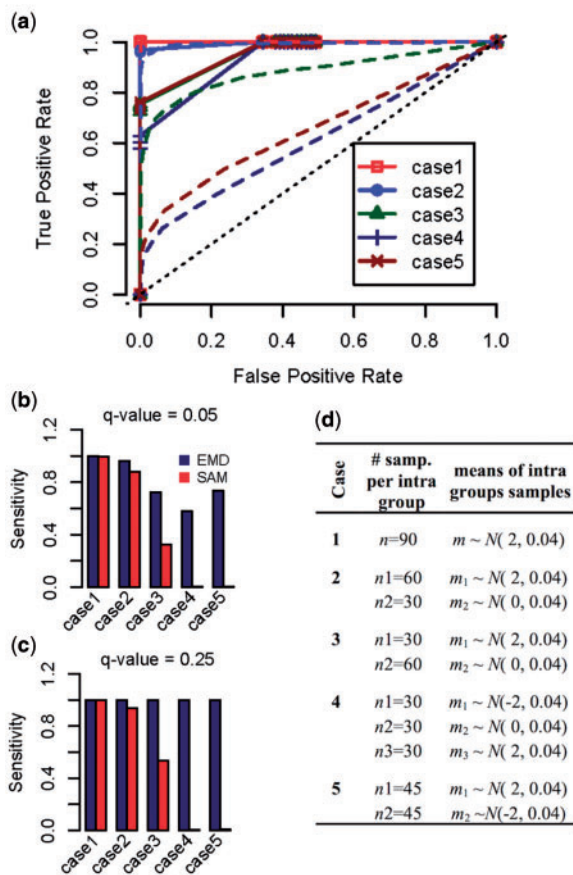 (a)
True Positive Rate
1.0
0.8
0.6
0.4
0.2
0.0
case1
case2
case3
case4
case5
0.0 0.2 0.4 0.6 0.8 1.0
False Positive Rate
(b)
q-value = 0.05
Sensitivity
1.2
0.8
0.4
0.0
EMD
SAM
case1 case2 case3 case4 case5
(c)
q-value = 0.25
Sensitivity
1.2
0.8
0.4
0.0
case1 case2 case3 case4 case5
(d)
Case # samp. per intra group means of intra groups samples
1 n=90 m ~ N( 2, 0.04)
2 n1=60 m1 ~ N( 2, 0.04)
n2=30 m2 ~ N( 0, 0.04)
3 n1=30 m1 ~ N( 2, 0.04)
n2=60 m2 ~ N( 0, 0.04)
4 n1=30 m1 ~ N(-2, 0.04)
n2=30 m2 ~ N( 0, 0.04)
n3=30 m3 ~ N( 2, 0.04)
5 n1=45 m1 ~ N( 2, 0.04)
n2=45 m2 ~N(-2, 0.04)